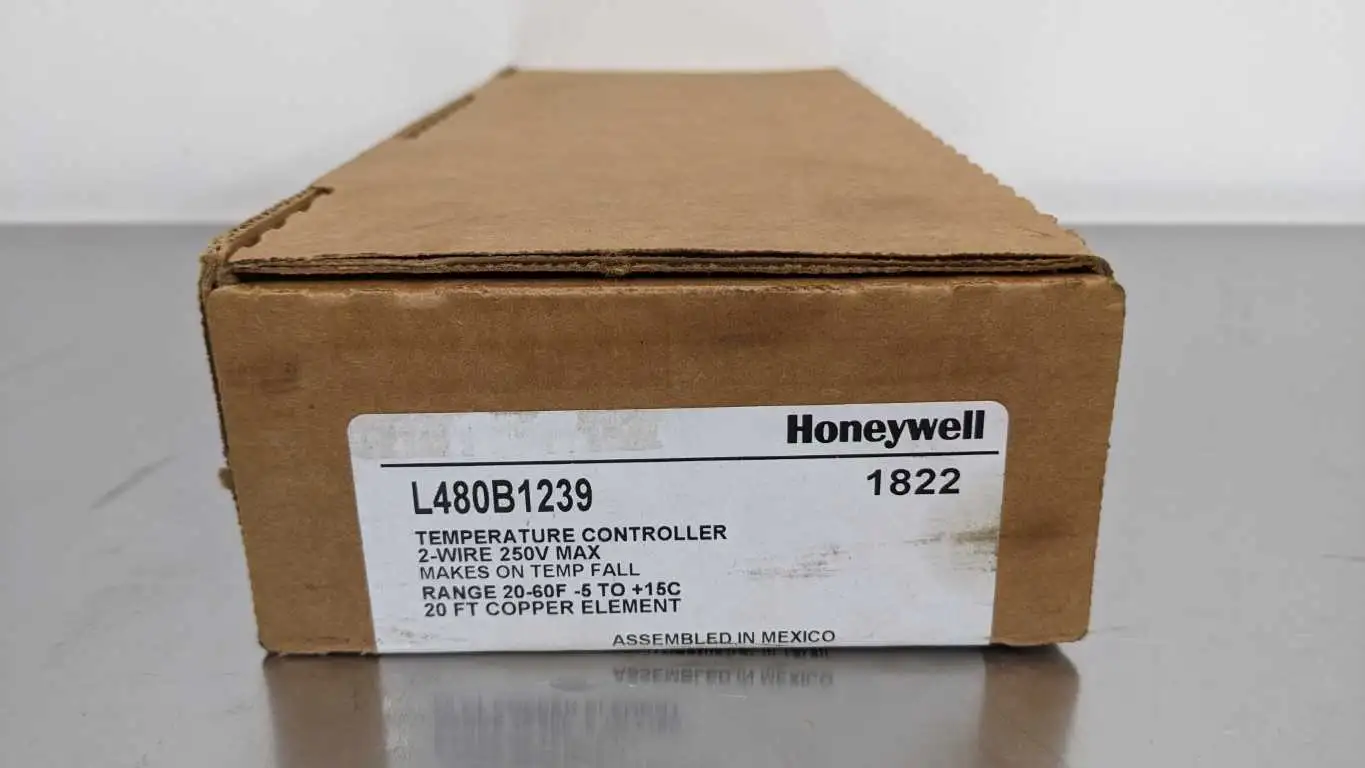 Honeywell
L480B1239
1822
TEMPERATURE CONTROLLER
2-WIRE 250V MAX
MAKES ON TEMP FALL
RANGE 20-60F -5 TO +15C
20 FT COPPER ELEMENT
ASSEMBLED IN MEXICO